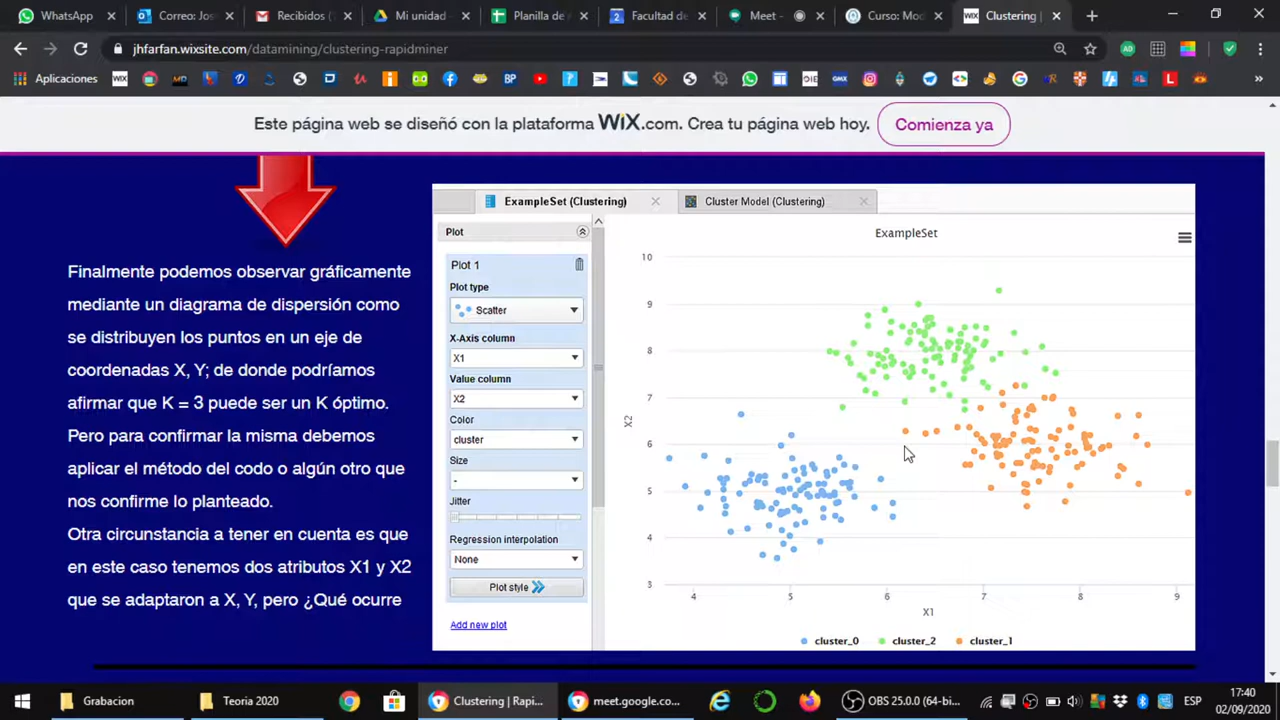 WhatsApp
Correo: Jos
Recibidos (
Mi unidad -
Planilla de
Facultad de
Meet -
Curso: Mod
Clustering |
jhfarfan.wixsite.com/datamining/clustering-rapidminer
Aplicaciones
Este página web se diseñó con la plataforma WiX.com. Crea tu página web hoy.
Comienza ya
Finalmente podemos observar gráficamente
mediante un diagrama de dispersión como
se distribuyen los puntos en un eje de
coordenadas X, Y; de donde podríamos
afirmar que K = 3 puede ser un K óptimo.
Pero para confirmar la misma debemos
aplicar el método del codo o algún otro que
nos confirme lo planteado.
Otra circunstancia a tener en cuenta es que
en este caso tenemos dos atributos X1 y X2
que se adaptaron a X, Y, pero ¿Qué ocurre
ExampleSet (Clustering)
Cluster Model (Clustering)
Plot
Plot 1
Plot type
Scatter
X-Axis column
X1
Value column
X2
Color
cluster
Size
-
Jitter
Regression interpolation
None
Plot style
Add new plot
ExampleSet
10
9
8
7
6
5
4
3
X2
4 5 6 7 8 9
X1
cluster_0 cluster_2 cluster_1
Grabacion
Teoria 2020
Clustering | Rapi...
meet.google.co...
OBS 25.0.0 (64-bi...
ESP
17:40
02/09/2020